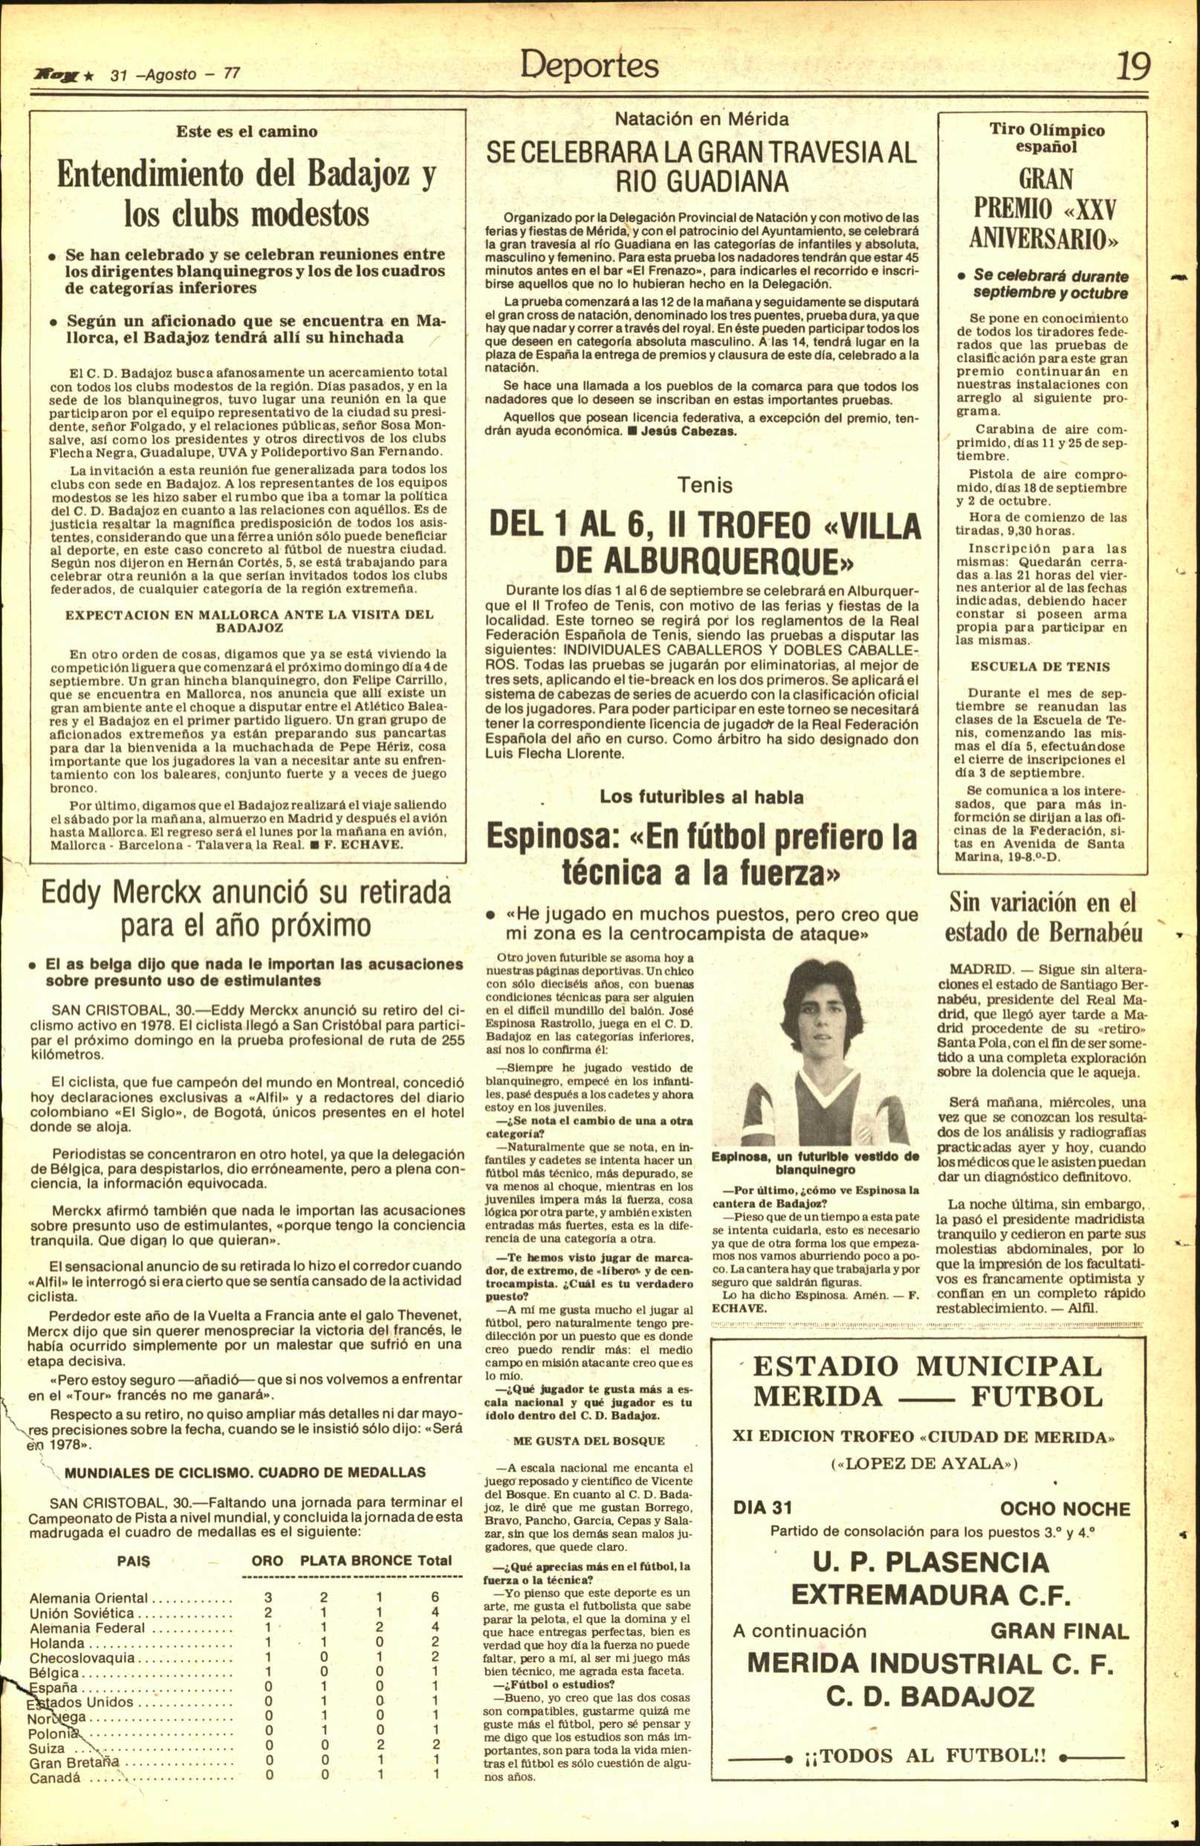 Hoy ★ 31 –Agosto – 77
Deportes
19
Este es el camino
Entendimiento del Badajoz y
los clubs modestos
• Se han celebrado y se celebran reuniones entre
los dirigentes blanquinegros y los de los cuadros
de categorías inferiores
• Según un aficionado que se encuentra en Ma-
llorca, el Badajoz tendrá allí su hinchada
El C. D. Badajoz busca afanosamente un acercamiento total
con todos los clubs modestos de la región. Días pasados, y en la
sede de los blanquinegros, tuvo lugar una reunión en la que
participaron por el equipo representativo de la ciudad su presi-
dente, señor Folgado, y el relaciones públicas, señor Sosa Mon-
salve, así como los presidentes y otros directivos de los clubs
Flecha Negra, Guadalupe, UVA y Polideportivo San Fernando.
La invitación a esta reunión fue generalizada para todos los
clubs con sede en Badajoz. A los representantes de los equipos
modestos se les hizo saber el rumbo que iba a tomar la política
del C. D. Badajoz en cuanto a las relaciones con aquéllos. Es de
justicia resaltar la magnífica predisposición de todos los asis-
tentes, considerando que una férrea unión sólo puede beneficiar
al deporte, en este caso concreto al fútbol de nuestra ciudad.
Según nos dijeron en Hernán Cortés, 5, se está trabajando para
celebrar otra reunión a la que serían invitados todos los clubs
federados, de cualquier categoría de la región extremeña.
EXPECTACION EN MALLORCA ANTE LA VISITA DEL
BADAJOZ
En otro orden de cosas, digamos que ya se está viviendo la
competición liguera que comenzará el próximo domingo día 4 de
septiembre. Un gran hincha blanquinegro, don Felipe Carrillo,
que se encuentra en Mallorca, nos anuncia que allí existe un
gran ambiente ante el choque a disputar entre el Atlético Balea-
res y el Badajoz en el primer partido liguero. Un gran grupo de
aficionados extremeños ya están preparando sus pancartas
para dar la bienvenida a la muchachada de Pepe Hériz, cosa
importante que los jugadores la van a necesitar ante su enfren-
tamiento con los baleares, conjunto fuerte y a veces de juego
bronco.
Por último, digamos que el Badajoz realizará el viaje saliendo
el sábado por la mañana, almuerzo en Madrid y después el avión
hasta Mallorca. El regreso será el lunes por la mañana en avión,
Mallorca - Barcelona - Talavera la Real. ■ F. ECHAVE.
Eddy Merckx anunció su retirada
para el año próximo
• El as belga dijo que nada le importan las acusaciones
sobre presunto uso de estimulantes
SAN CRISTOBAL, 30.—Eddy Merckx anunció su retiro del ci-
clismo activo en 1978. El ciclista llegó a San Cristóbal para partici-
par el próximo domingo en la prueba profesional de ruta de 255
kilómetros.
El ciclista, que fue campeón del mundo en Montreal, concedió
hoy declaraciones exclusivas a «Alfil» y a redactores del diario
colombiano «El Siglo», de Bogotá, únicos presentes en el hotel
donde se aloja.
Periodistas se concentraron en otro hotel, ya que la delegación
de Bélgica, para despistarlos, dio erróneamente, pero a plena con-
ciencia, la información equivocada.
Merckx afirmó también que nada le importan las acusaciones
sobre presunto uso de estimulantes, «porque tengo la conciencia
tranquila. Que digan lo que quieran».
El sensacional anuncio de su retirada lo hizo el corredor cuando
«Alfil» le interrogó si era cierto que se sentía cansado de la actividad
ciclista.
Perdedor este año de la Vuelta a Francia ante el galo Thevenet,
Mercx dijo que sin querer menospreciar la victoria del francés, le
había ocurrido simplemente por un malestar que sufrió en una
etapa decisiva.
«Pero estoy seguro —añadió— que si nos volvemos a enfrentar
en el «Tour» francés no me ganará».
Respecto a su retiro, no quiso ampliar más detalles ni dar mayo-
res precisiones sobre la fecha, cuando se le insistió sólo dijo: «Será
en 1978».
MUNDIALES DE CICLISMO. CUADRO DE MEDALLAS
SAN CRISTOBAL, 30.—Faltando una jornada para terminar el
Campeonato de Pista a nivel mundial, y concluida la jornada de esta
madrugada el cuadro de medallas es el siguiente:
PAIS ORO PLATA BRONCE Total
Alemania Oriental 3 2 1 6
Unión Soviética 2 1 1 4
Alemania Federal 1 1 2 4
Holanda 1 1 0 2
Checoslovaquia 1 0 1 2
Bélgica 1 0 0 1
España 0 1 0 1
Estados Unidos 0 1 0 1
Noruega 0 1 0 1
Polonia 0 1 0 1
Suiza 0 0 2 2
Gran Bretaña 0 0 1 1
Canadá 0 0 1 1
Natación en Mérida
SE CELEBRARA LA GRAN TRAVESIA AL
RIO GUADIANA
Organizado por la Delegación Provincial de Natación y con motivo de las
ferias y fiestas de Mérida, y con el patrocinio del Ayuntamiento, se celebrará
la gran travesía al río Guadiana en las categorías de infantiles y absoluta,
masculino y femenino. Para esta prueba los nadadores tendrán que estar 45
minutos antes en el bar «El Frenazo», para indicarles el recorrido e inscri-
birse aquellos que no lo hubieran hecho en la Delegación.
La prueba comenzará a las 12 de la mañana y seguidamente se disputará
el gran cross de natación, denominado los tres puentes, prueba dura, ya que
hay que nadar y correr a través del royal. En éste pueden participar todos los
que deseen en categoría absoluta masculino. A las 14, tendrá lugar en la
plaza de España la entrega de premios y clausura de este día, celebrado a la
natación.
Se hace una llamada a los pueblos de la comarca para que todos los
nadadores que lo deseen se inscriban en estas importantes pruebas.
Aquellos que posean licencia federativa, a excepción del premio, ten-
drán ayuda económica. ■ Jesús Cabezas.
Tenis
DEL 1 AL 6, II TROFEO «VILLA
DE ALBURQUERQUE»
Durante los días 1 al 6 de septiembre se celebrará en Alburquer-
que el II Trofeo de Tenis, con motivo de las ferias y fiestas de la
localidad. Este torneo se regirá por los reglamentos de la Real
Federación Española de Tenis, siendo las pruebas a disputar las
siguientes: INDIVIDUALES CABALLEROS Y DOBLES CABALLE-
ROS. Todas las pruebas se jugarán por eliminatorias, al mejor de
tres sets, aplicando el tie-breack en los dos primeros. Se aplicará el
sistema de cabezas de series de acuerdo con la clasificación oficial
de los jugadores. Para poder participar en este torneo se necesitará
tener la correspondiente licencia de jugador de la Real Federación
Española del año en curso. Como árbitro ha sido designado don
Luis Flecha Llorente.
Los futuribles al habla
Espinosa: «En fútbol prefiero la
técnica a la fuerza»
• «He jugado en muchos puestos, pero creo que
mi zona es la centrocampista de ataque»
Otro joven futurible se asoma hoy a
nuestras páginas deportivas. Un chico
con sólo dieciséis años, con buenas
condiciones técnicas para ser alguien
en el difícil mundillo del balón. José
Espinosa Rastrollo, juega en el C. D.
Badajoz en las categorías inferiores,
así nos lo confirma él:
—Siempre he jugado vestido de
blanquinegro, empecé en los infanti-
les, pasé después a los cadetes y ahora
estoy en los juveniles.
—¿Se nota el cambio de una a otra
categoría?
—Naturalmente que se nota, en in-
fantiles y cadetes se intenta hacer un
fútbol más técnico, más depurado, se
va menos al choque, mientras en los
juveniles impera más la fuerza, cosa
lógica por otra parte, y ambién existen
entradas más fuertes, esta es la dife-
rencia de una categoría a otra.
—Te hemos visto jugar de marca-
dor, de extremo, de «líbero» y de cen-
trocampista. ¿Cuál es tu verdadero
puesto?
—A mí me gusta mucho el jugar al
fútbol, pero naturalmente tengo pre-
dilección por un puesto que es donde
creo puedo rendir más: el medio
campo en misión atacante creo que es
lo mío.
—¿Qué jugador te gusta más a es-
cala nacional y qué jugador es tu
ídolo dentro del C. D. Badajoz.
ME GUSTA DEL BOSQUE
—A escala nacional me encanta el
juego reposado y científico de Vicente
del Bosque. En cuanto al C. D. Bada-
joz, le diré que me gustan Borrego,
Bravo, Pancho, García, Cepas y Sala-
zar, sin que los demás sean malos ju-
gadores, que quede claro.
—¿Qué aprecias más en el fútbol, la
fuerza o la técnica?
—Yo pienso que este deporte es un
arte, me gusta el futbolista que sabe
parar la pelota, el que la domina y el
que hace entregas perfectas, bien es
verdad que hoy día la fuerza no puede
faltar, pero a mí, al ser mi juego más
bien técnico, me agrada esta faceta.
—¿Fútbol o estudios?
—Bueno, yo creo que las dos cosas
son compatibles, gustarme quizá me
guste más el fútbol, pero sé pensar y
me digo que los estudios son más im-
portantes, son para toda la vida mien-
tras el fútbol es sólo cuestión de algu-
nos años.
Espinosa, un futurible vestido de
blanquinegro
—Por último, ¿cómo ve Espinosa la
cantera de Badajoz?
—Pieso que de un tiempo a esta pate
se intenta cuidarla, esto es necesario
ya que de otra forma los que empeza-
mos nos vamos aburriendo poco a po-
co. La cantera hay que trabajarla y por
seguro que saldrán figuras.
Lo ha dicho Espinosa. Amén. — F.
ECHAVE.
Tiro Olímpico
español
GRAN
PREMIO «XXV
ANIVERSARIO»
• Se celebrará durante
septiembre y octubre
Se pone en conocimiento
de todos los tiradores fede-
rados que las pruebas de
clasificación para este gran
premio continuarán en
nuestras instalaciones con
arreglo al siguiente pro-
grama.
Carabina de aire com-
primido, días 11 y 25 de sep-
tiembre.
Pistola de aire compri-
mido, días 18 de septiembre
y 2 de octubre.
Hora de comienzo de las
tiradas, 9,30 horas.
Inscripción para las
mismas: Quedarán cerra-
das a las 21 horas del vier-
nes anterior al de las fechas
indicadas, debiendo hacer
constar si poseen arma
propia para participar en
las mismas.
ESCUELA DE TENIS
Durante el mes de sep-
tiembre se reanudan las
clases de la Escuela de Te-
nis, comenzando las mis-
mas el día 5, efectuándose
el cierre de inscripciones el
día 3 de septiembre.
Se comunica a los intere-
sados, que para más in-
formción se dirijan a las ofi-
cinas de la Federación, si-
tas en Avenida de Santa
Marina, 19-8.º-D.
Sin variación en el
estado de Bernabéu
MADRID. — Sigue sin altera-
ciones el estado de Santiago Ber-
nabéu, presidente del Real Ma-
drid, que llegó ayer tarde a Ma-
drid procedente de su «retiro»
Santa Pola, con el fin de ser some-
tido a una completa exploración
sobre la dolencia que le aqueja.
Será mañana, miércoles, una
vez que se conozcan los resulta-
dos de los análisis y radiografías
practicadas ayer y hoy, cuando
los médicos que le asisten puedan
dar un diagnóstico definitovo.
La noche última, sin embargo,
la pasó el presidente madridista
tranquilo y cedieron en parte sus
molestias abdominales, por lo
que la impresión de los facultati-
vos es francamente optimista y
confían en un completo rápido
restablecimiento. — Alfil.
ESTADIO MUNICIPAL
MERIDA — FUTBOL
XI EDICION TROFEO «CIUDAD DE MERIDA»
(«LOPEZ DE AYALA»)
DIA 31 OCHO NOCHE
Partido de consolación para los puestos 3.º y 4.º
U. P. PLASENCIA
EXTREMADURA C.F.
A continuación GRAN FINAL
MERIDA INDUSTRIAL C. F.
C. D. BADAJOZ
¡¡TODOS AL FUTBOL!!